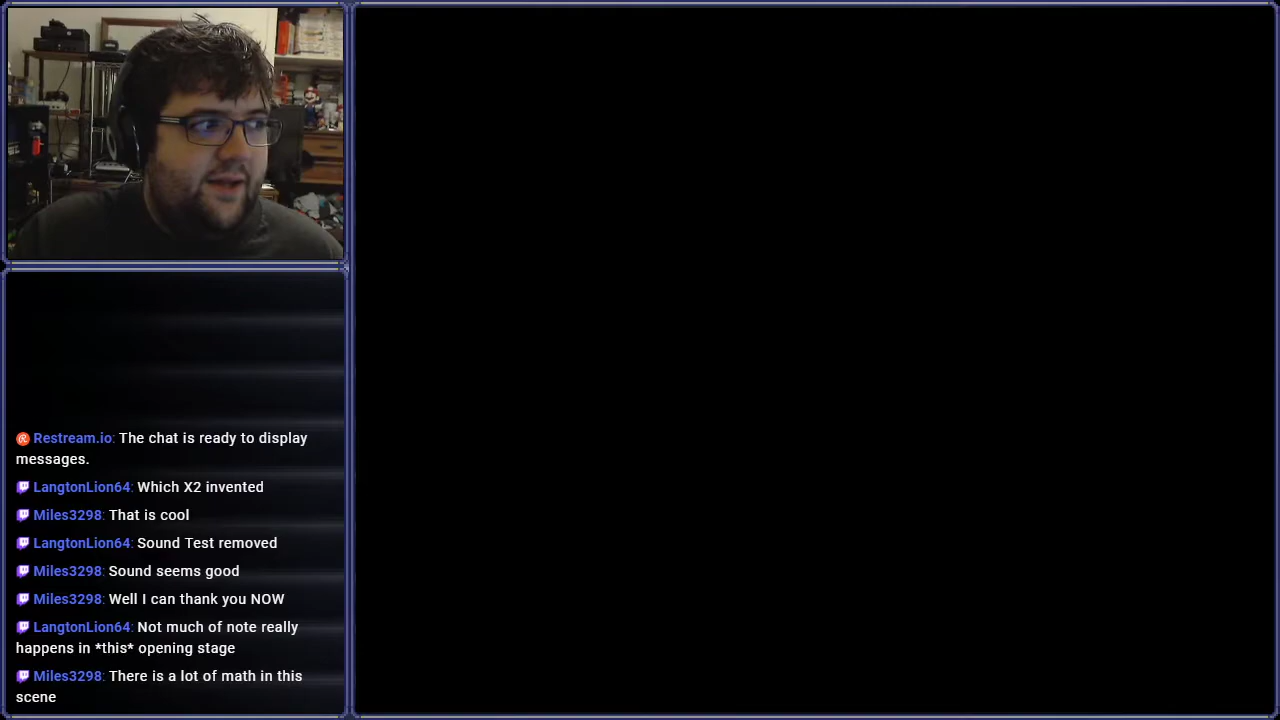 Restream.io: The chat is ready to display
messages.
LangtonLion64: Which X2 invented
Miles3298: That is cool
LangtonLion64: Sound Test removed
Miles3298: Sound seems good
Miles3298: Well I can thank you NOW
LangtonLion64: Not much of note really
happens in *this* opening stage
Miles3298: There is a lot of math in this
scene